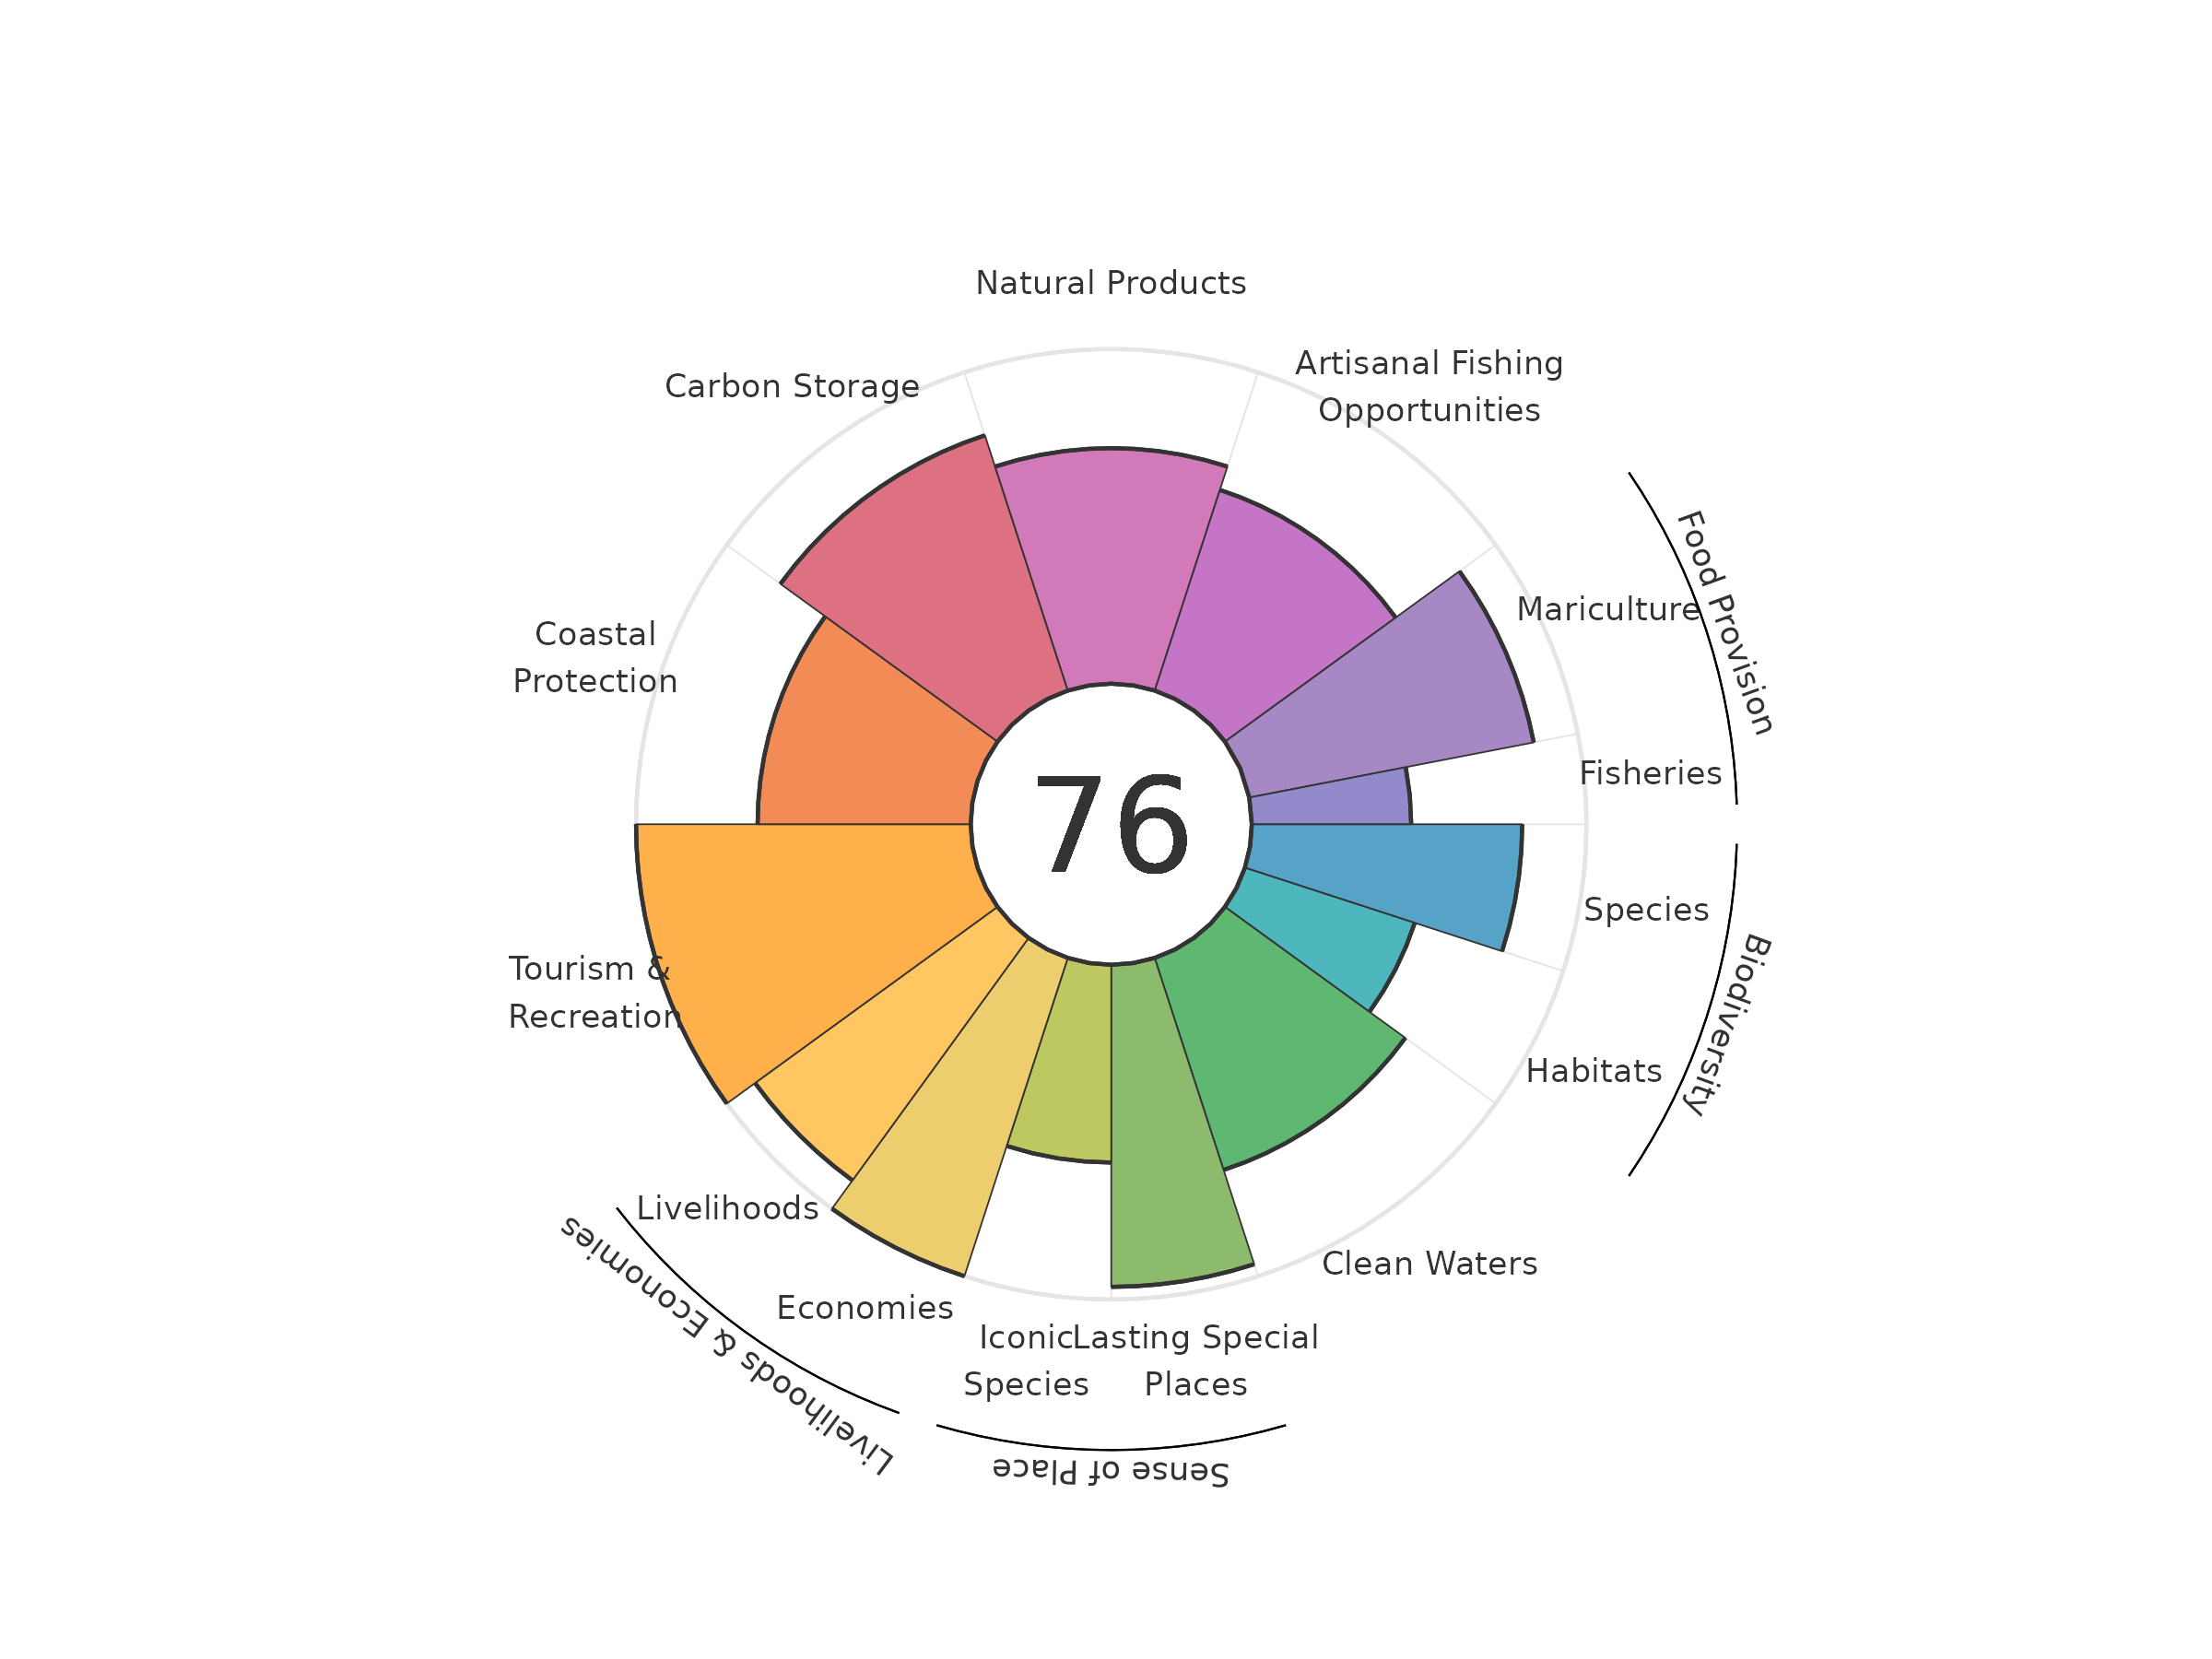 Natural Products
Artisanal Fishing
Opportunities
Carbon Storage
Food Provision
Mariculture
Coastal
Protection
Fisheries
76
Species
Biodiversity
Tourism &
Recreation
Habitats
Livelihoods
Clean Waters
Economies
Livelihoods & Economies
Iconic
Species
Lasting Special
Places
Sense of Place